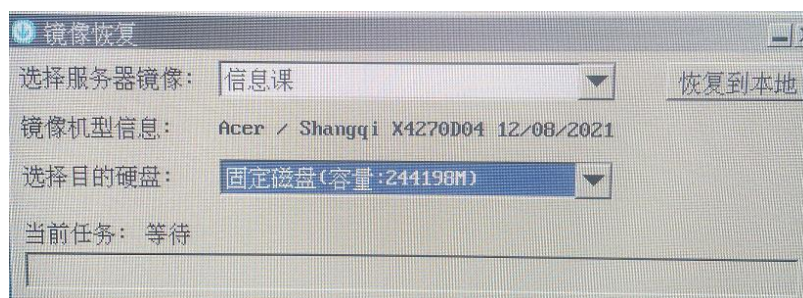 镜像恢复
选择服务器镜像: 信息课 恢复到本地
镜像机型信息: Acer / Shangqi X4270D04 12/08/2021
选择目的硬盘: 固定磁盘(容量:244198M)
当前任务: 等待